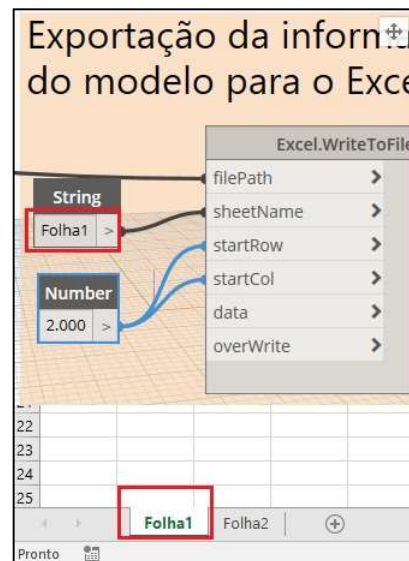 Exportação da inform
do modelo para o Exce
Excel.WriteToFile
filePath
String
sheetName
Folha1 >
startRow
startCol
Number
data
2.000 >
overWrite
22
23
24
25
Folha1 Folha2
Pronto